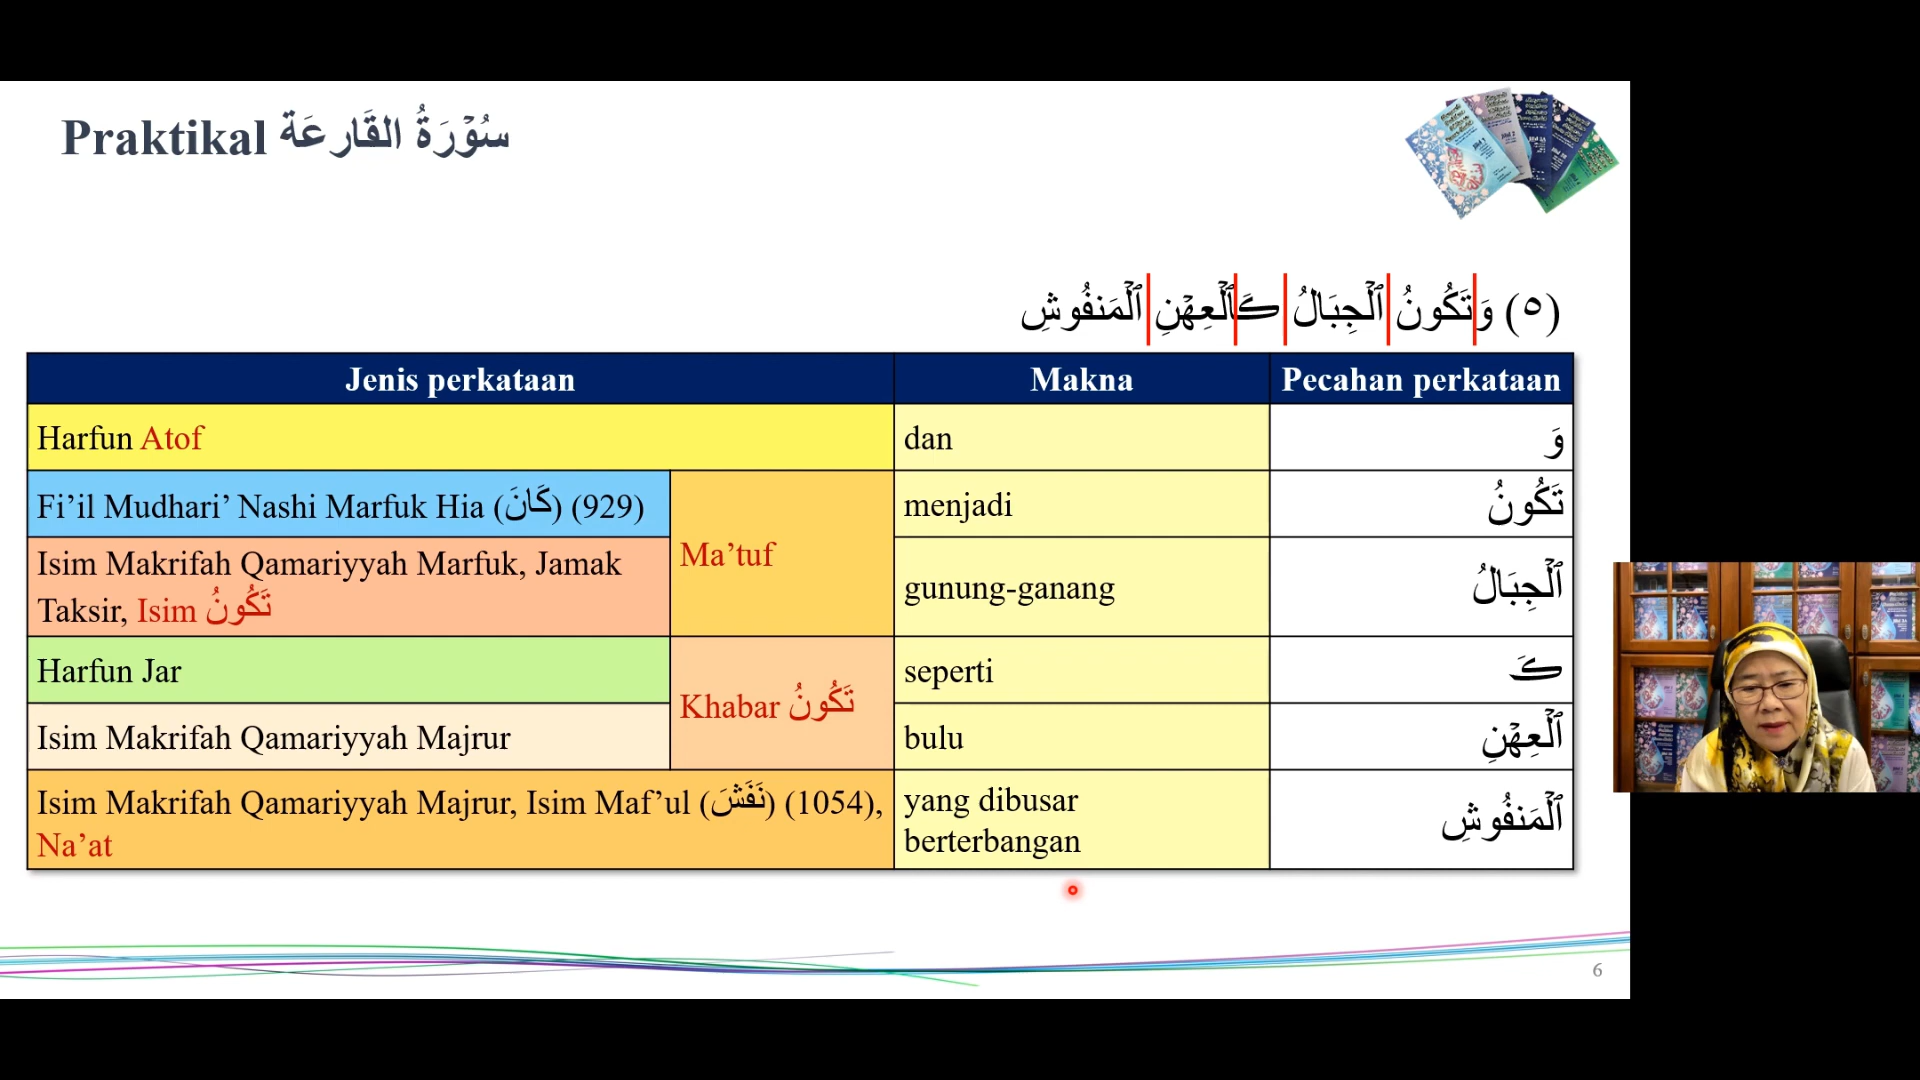 Praktikal سُوْرَةُ القَارعَة
(٥) وَتَكُونُ ٱلْجِبَالُ كَٱلْعِهْنِ ٱلْمَنفُوشِ
Jenis perkataan Makna Pecahan perkataan
Harfun Atof dan وَ
Fi’il Mudhari’ Nashi Marfuk Hia (كَانَ) (929) menjadi تَكُونُ
Ma’tuf
Isim Makrifah Qamariyyah Marfuk, Jamak
Taksir, Isim تَكُونُ
gunung-ganang ٱلْجِبَالُ
Harfun Jar seperti كَ
Khabar تَكُونُ
Isim Makrifah Qamariyyah Majrur bulu ٱلْعِهْنِ
Isim Makrifah Qamariyyah Majrur, Isim Maf’ul (نَفَشَ) (1054),
Na’at
yang dibusar
berterbangan
ٱلْمَنفُوشِ
6